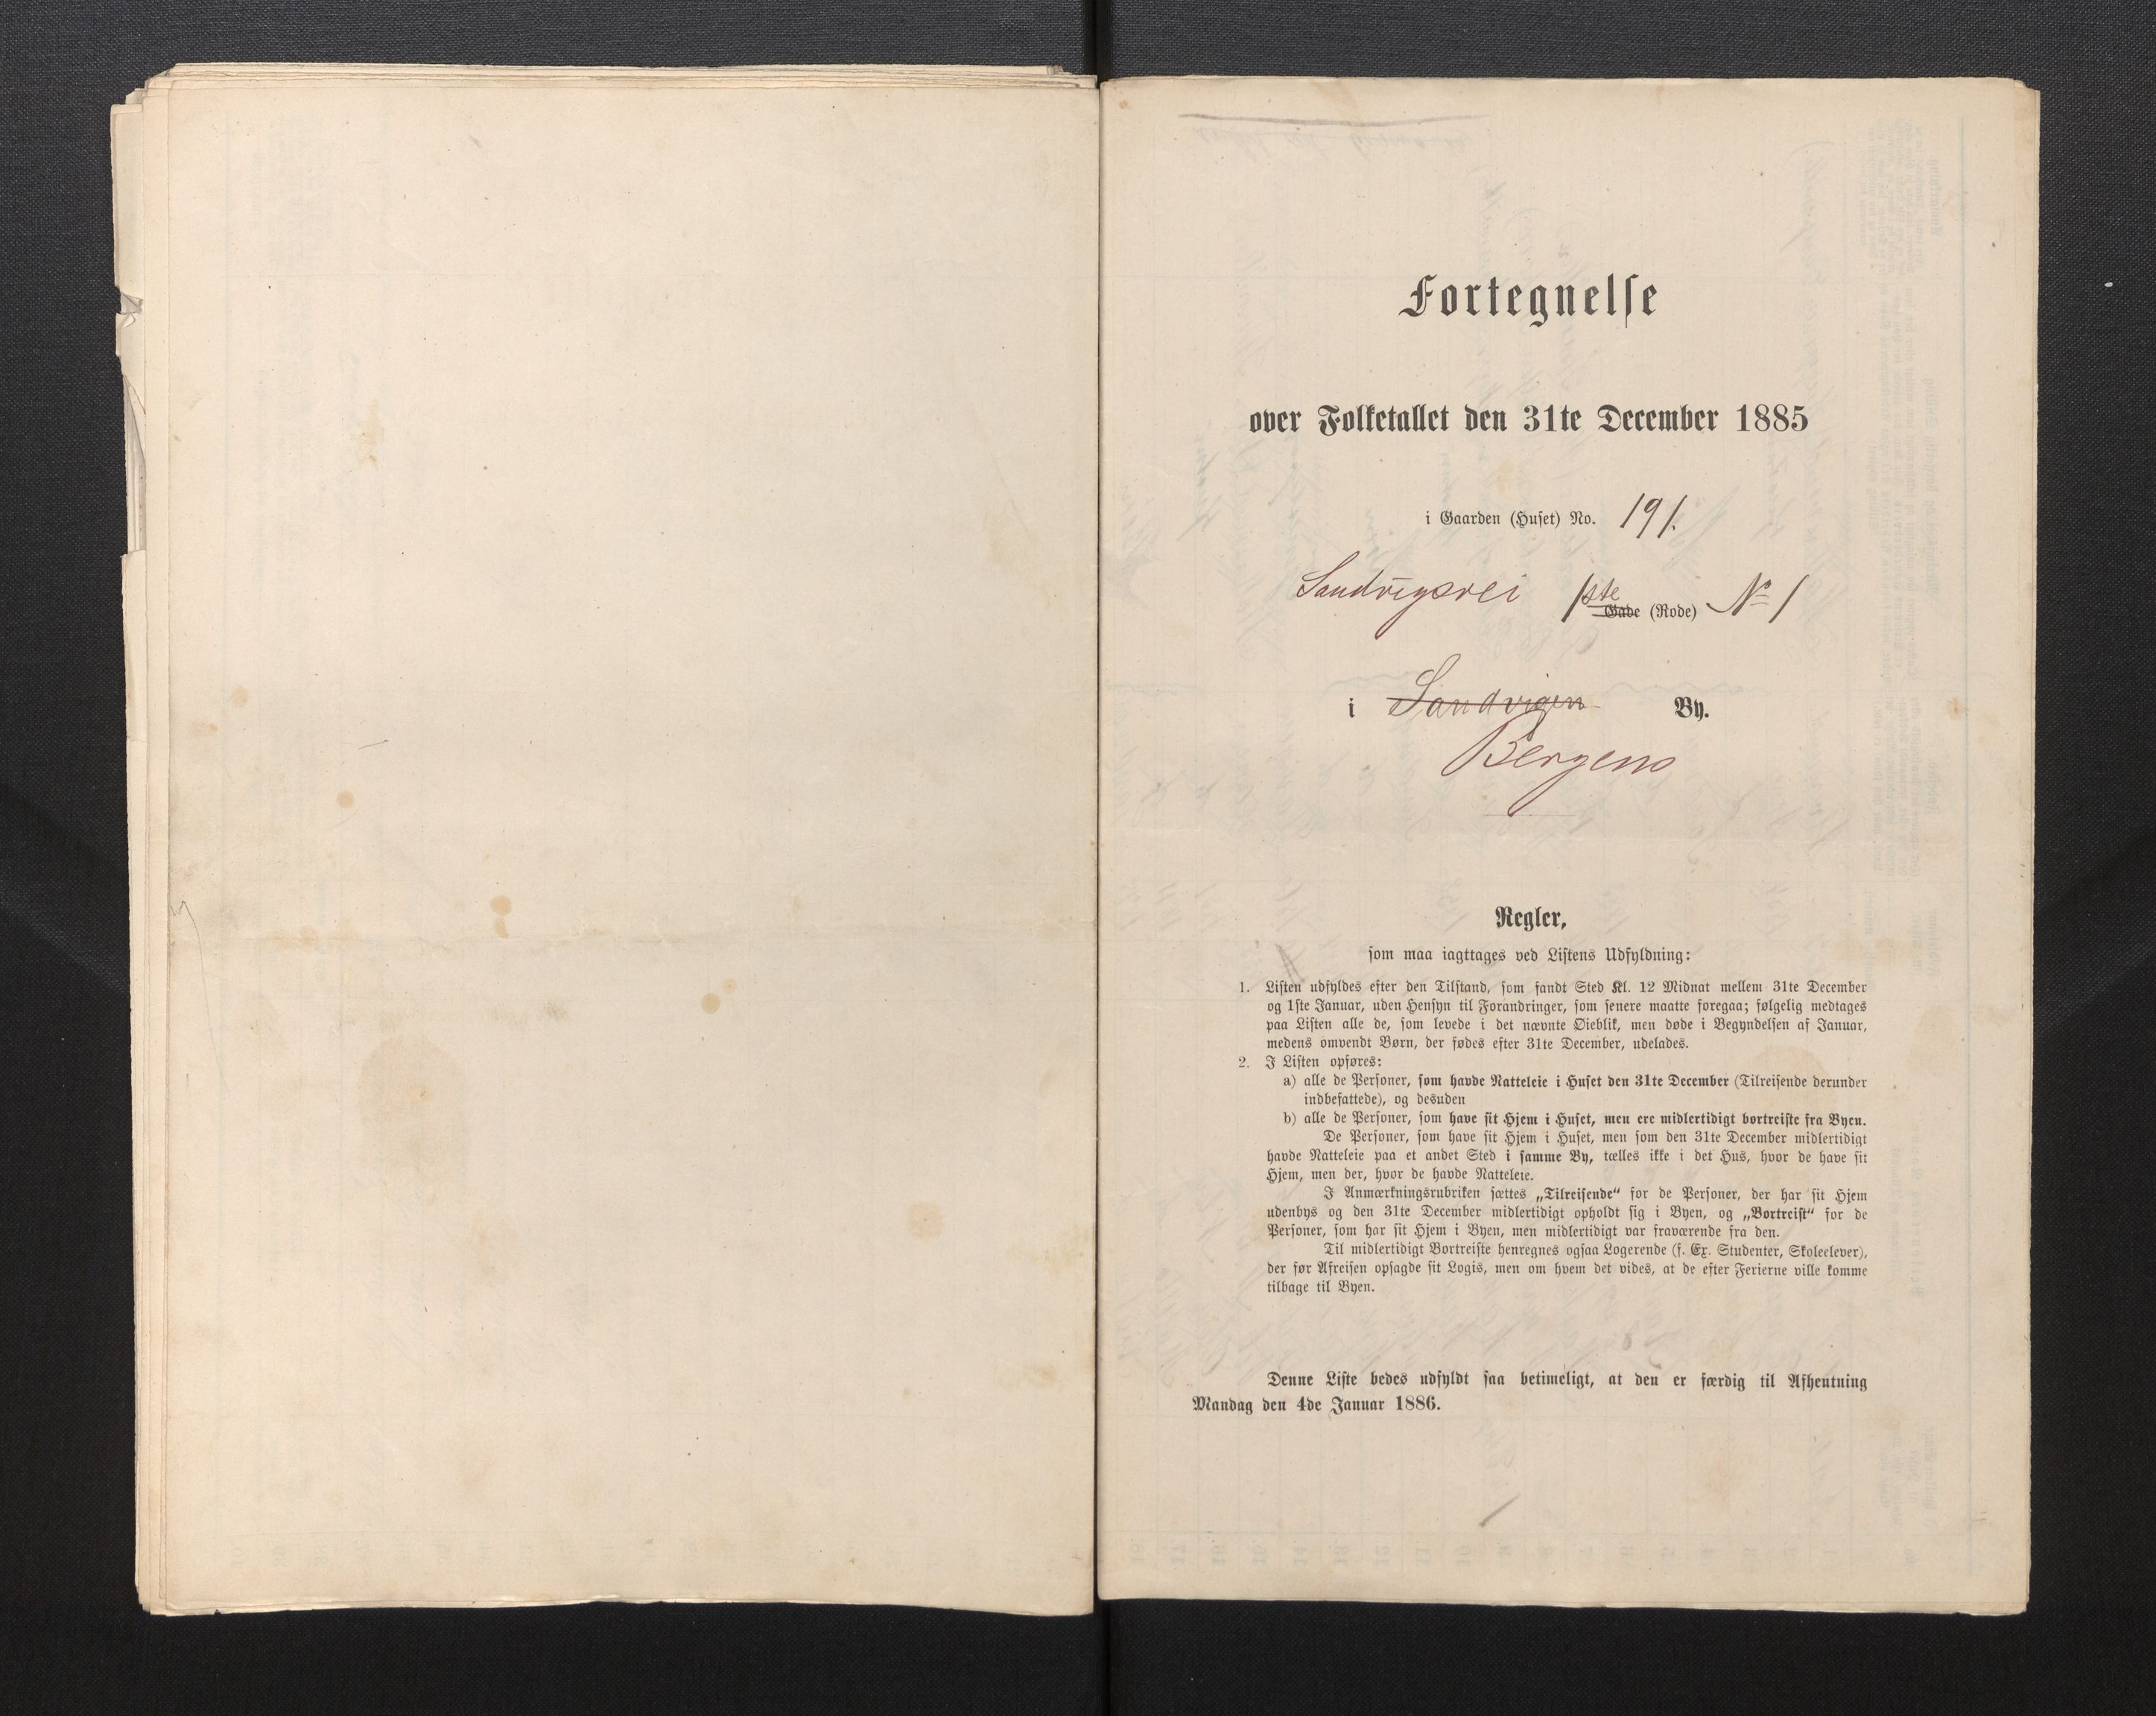 Fortegnelse
over Folketallet den 31te December 1885
i Gaarden (Huset) No. 191.
Sandvigsvei 1ste Gade (Rode) No 1
i Sandvigen By.
Bergens
Regler,
som maa iagttages ved Listens Udfyldning:
1. Listen udfyldes efter den Tilstand, som fandt Sted Kl. 12 Midnat mellem 31te December
og 1ste Januar, uden Hensyn til Forandringer, som senere maatte foregaa; følgelig medtages
paa Listen alle de, som levede i det nævnte Øieblik, men døde i Begyndelsen af Januar,
medens omvendt Børn, der fødes efter 31te December, udelades.
2. I Listen opføres:
a) alle de Personer, som havde Natteleie i Huset den 31te December (Tilreisende derunder
indbefattede), og desuden
b) alle de Personer, som have sit Hjem i Huset, men ere midlertidigt bortreiste fra Byen.
De Personer, som have sit Hjem i Huset, men som den 31te December midlertidigt
havde Natteleie paa et andet Sted i samme By, tælles ikke i det Hus, hvor de have sit
Hjem, men der, hvor de havde Natteleie.
I Anmærkningsrubriken sættes „Tilreisende“ for de Personer, der har sit Hjem
udenbys og den 31te December midlertidigt opholdt sig i Byen, og „Bortreist“ for de
Personer, som har sit Hjem i Byen, men midlertidigt var fraværende fra den.
Til midlertidigt Bortreiste henregnes ogsaa Logerende (f. Ex. Studenter, Skoleelever),
der før Afreisen opsagde sit Logis, men om hvem det vides, at de efter Ferierne ville komme
tilbage til Byen.
Denne Liste bedes udfyldt saa betimeligt, at den er færdig til Afhentning
Mandag den 4de Januar 1886.